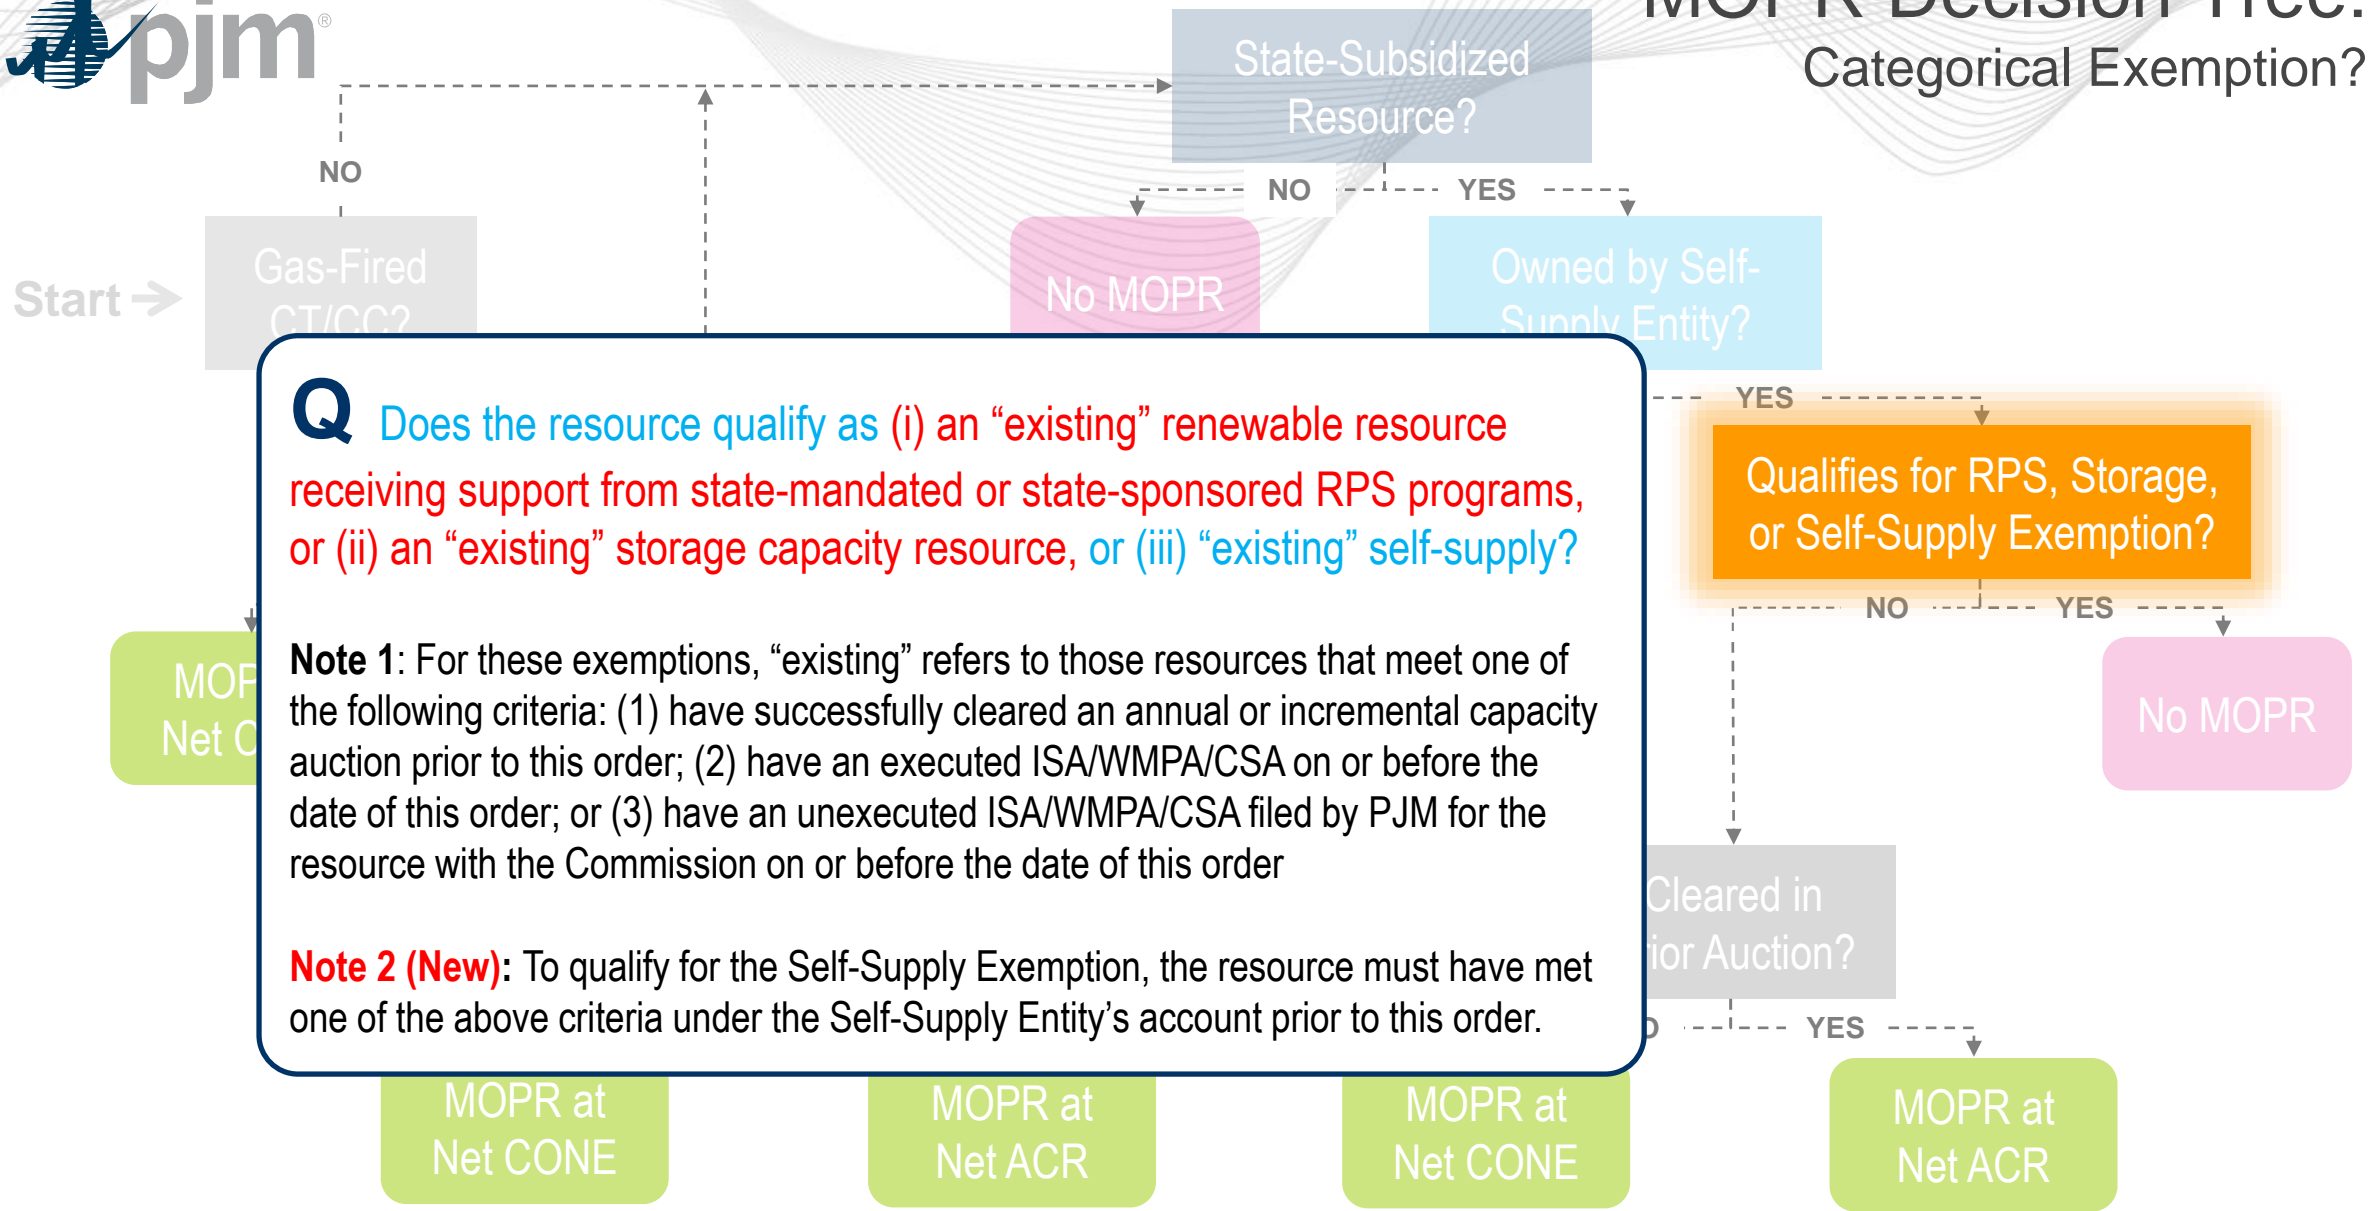 pjm®
MOPR Decision Tree:
Categorical Exemption?
State-Subsidized
Resource?
NO
NO
YES
Start
Gas-Fired
CT/CC?
No MOPR
Owned by Self-
Supply Entity?
YES
Q Does the resource qualify as (i) an “existing” renewable resource
receiving support from state-mandated or state-sponsored RPS programs,
or (ii) an “existing” storage capacity resource, or (iii) “existing” self-supply?
Note 1: For these exemptions, “existing” refers to those resources that meet one of
the following criteria: (1) have successfully cleared an annual or incremental capacity
auction prior to this order; (2) have an executed ISA/WMPA/CSA on or before the
date of this order; or (3) have an unexecuted ISA/WMPA/CSA filed by PJM for the
resource with the Commission on or before the date of this order
Note 2 (New): To qualify for the Self-Supply Exemption, the resource must have met
one of the above criteria under the Self-Supply Entity’s account prior to this order.
Qualifies for RPS, Storage,
or Self-Supply Exemption?
NO
YES
No MOPR
Net
Cleared in
Auction?
YES
MOPR at
Net CONE
MOPR at
Net ACR
MOPR at
Net CONE
MOPR at
Net ACR